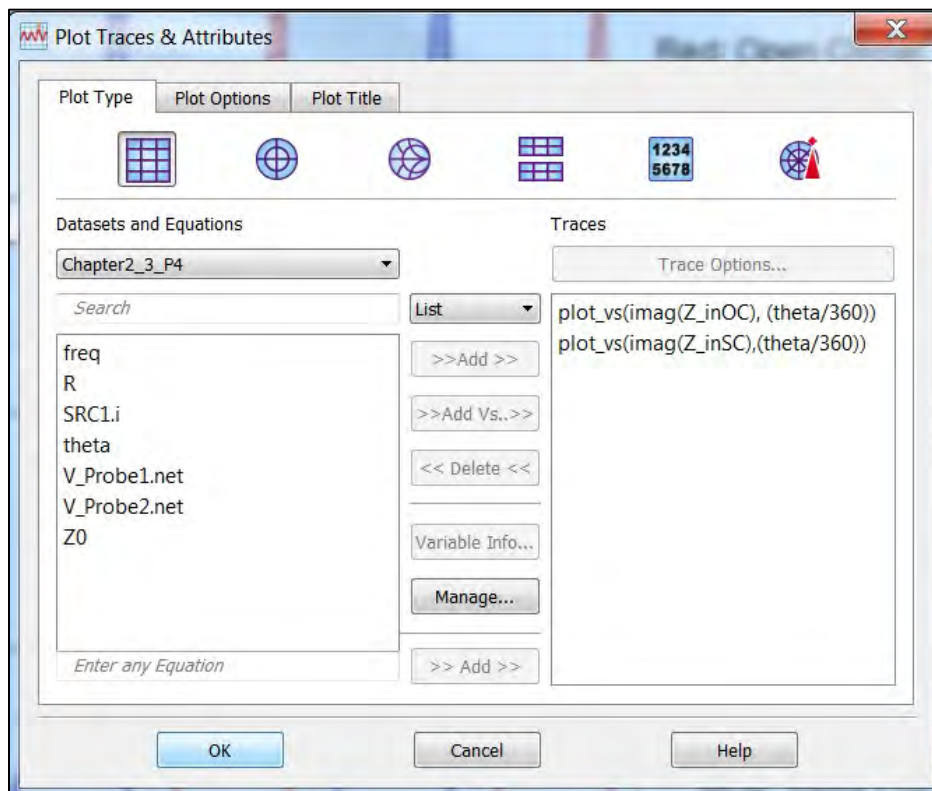 Plot Traces & Attributes
Red: Open C
Plot Type Plot Options Plot Title
1234
5678
Datasets and Equations
Traces
Chapter2_3_P4
Trace Options...
Search
List
plot_vs(imag(Z_inOC), (theta/360))
plot_vs(imag(Z_inSC),(theta/360))
freq
R
SRC1.i
theta
V_Probe1.net
V_Probe2.net
Z0
>>Add >>
>>Add Vs..>>
<< Delete <<
Variable Info...
Manage...
Enter any Equation
>> Add >>
OK Cancel Help